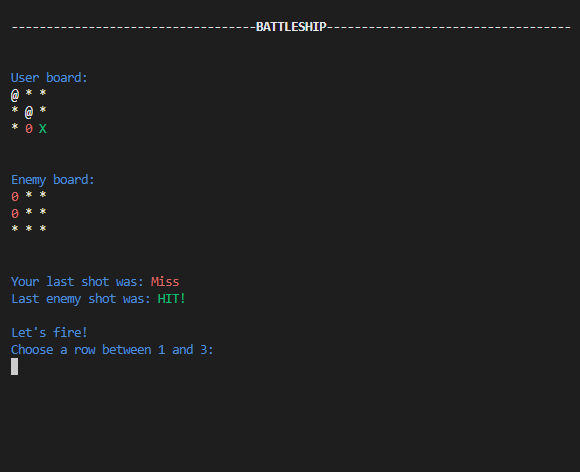 -----------------------------------BATTLESHIP-----------------------------------
User board:
@ * *
* @ *
* 0 X
Enemy board:
0 * *
0 * *
* * *
Your last shot was: Miss
Last enemy shot was: HIT!
Let's fire!
Choose a row between 1 and 3: